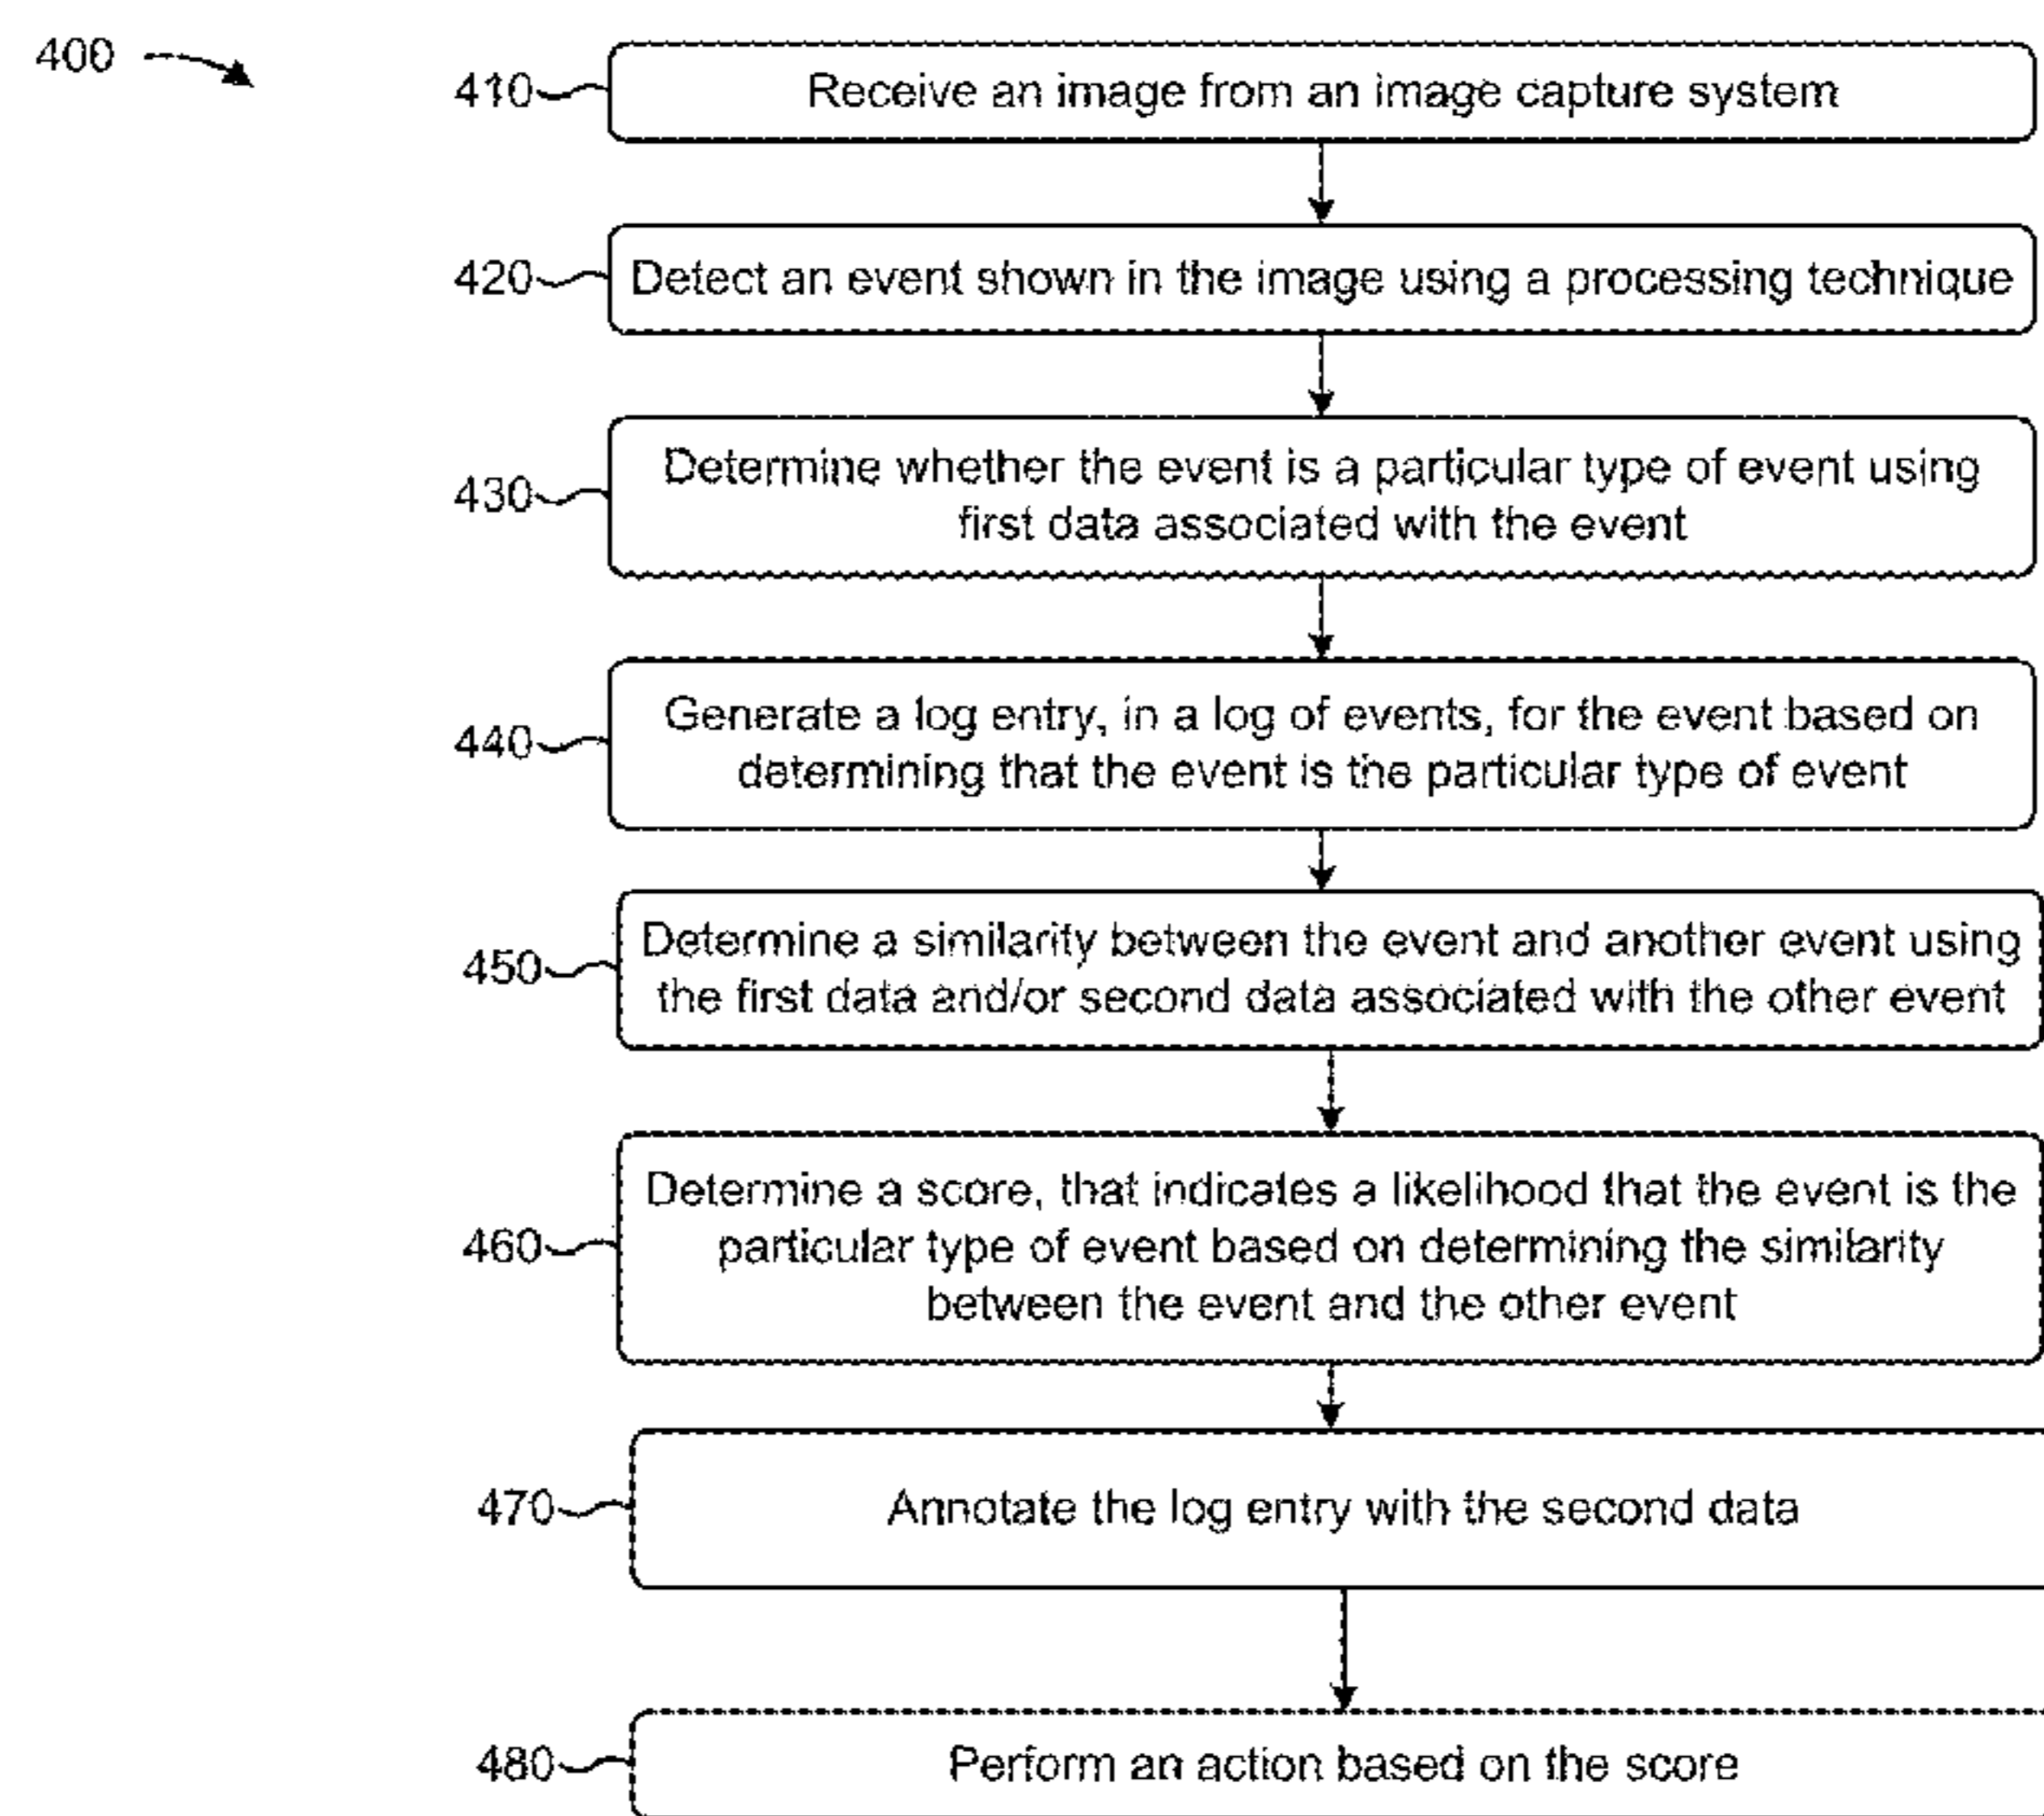 400
410 Receive an image from an image capture system
420 Detect an event shown in the image using a processing technique
430 Determine whether the event is a particular type of event using
first data associated with the event
440 Generate a log entry, in a log of events, for the event based on
determining that the event is the particular type of event
450 Determine a similarity between the event and another event using
the first data and/or second data associated with the other event
460 Determine a score, that indicates a likelihood that the event is the
particular type of event based on determining the similarity
between the event and the other event
470 Annotate the log entry with the second data
480 Perform an action based on the score